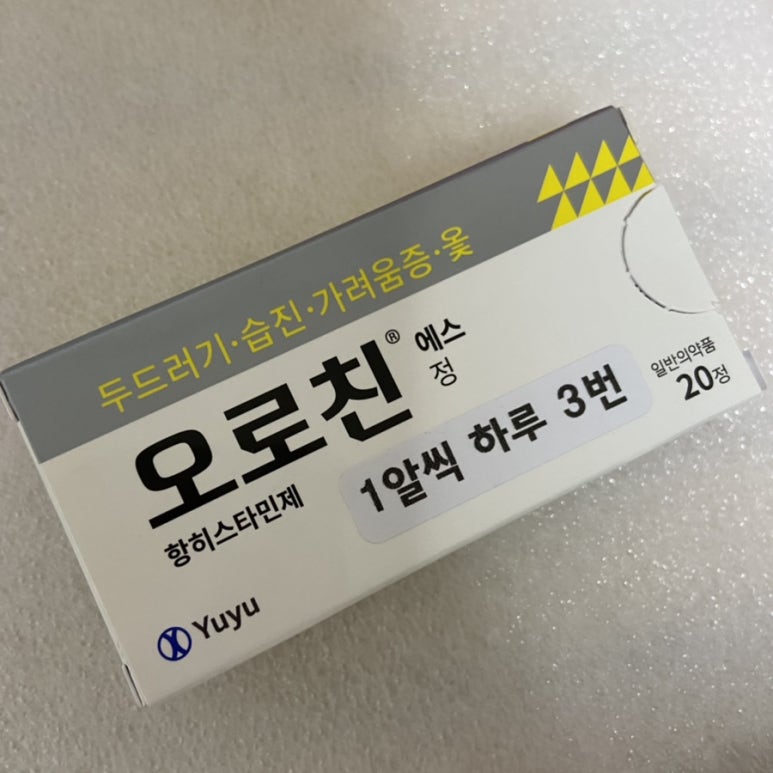 두드러기·습진·가려움증·옻
오로친® 에스
정
항히스타민제
1알씩 하루 3번
일반의약품
20정
Yuyu